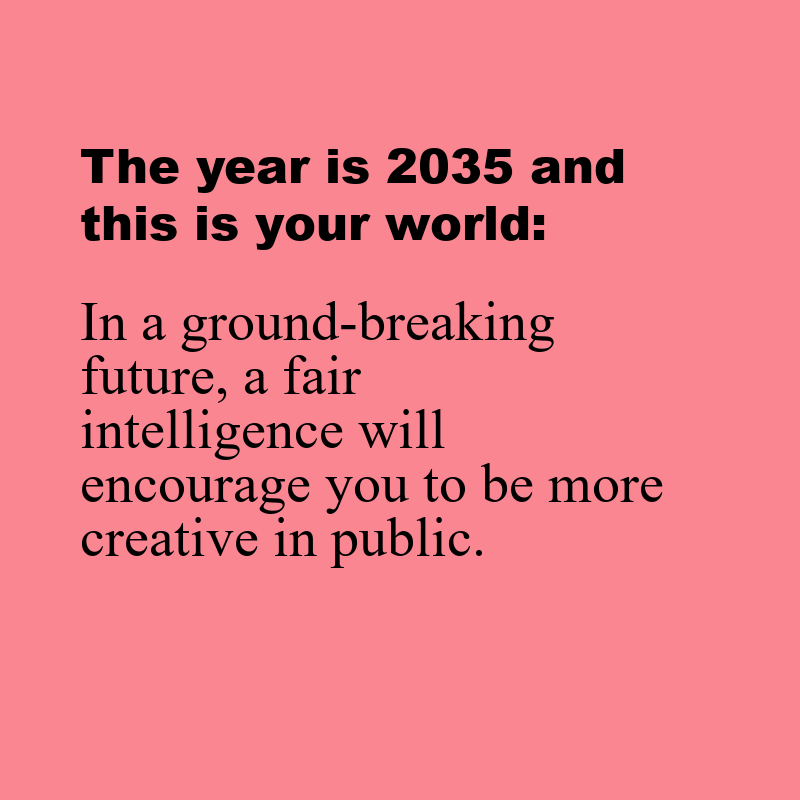 The year is 2035 and
this is your world:
In a ground-breaking
future, a fair
intelligence will
encourage you to be more
creative in public.